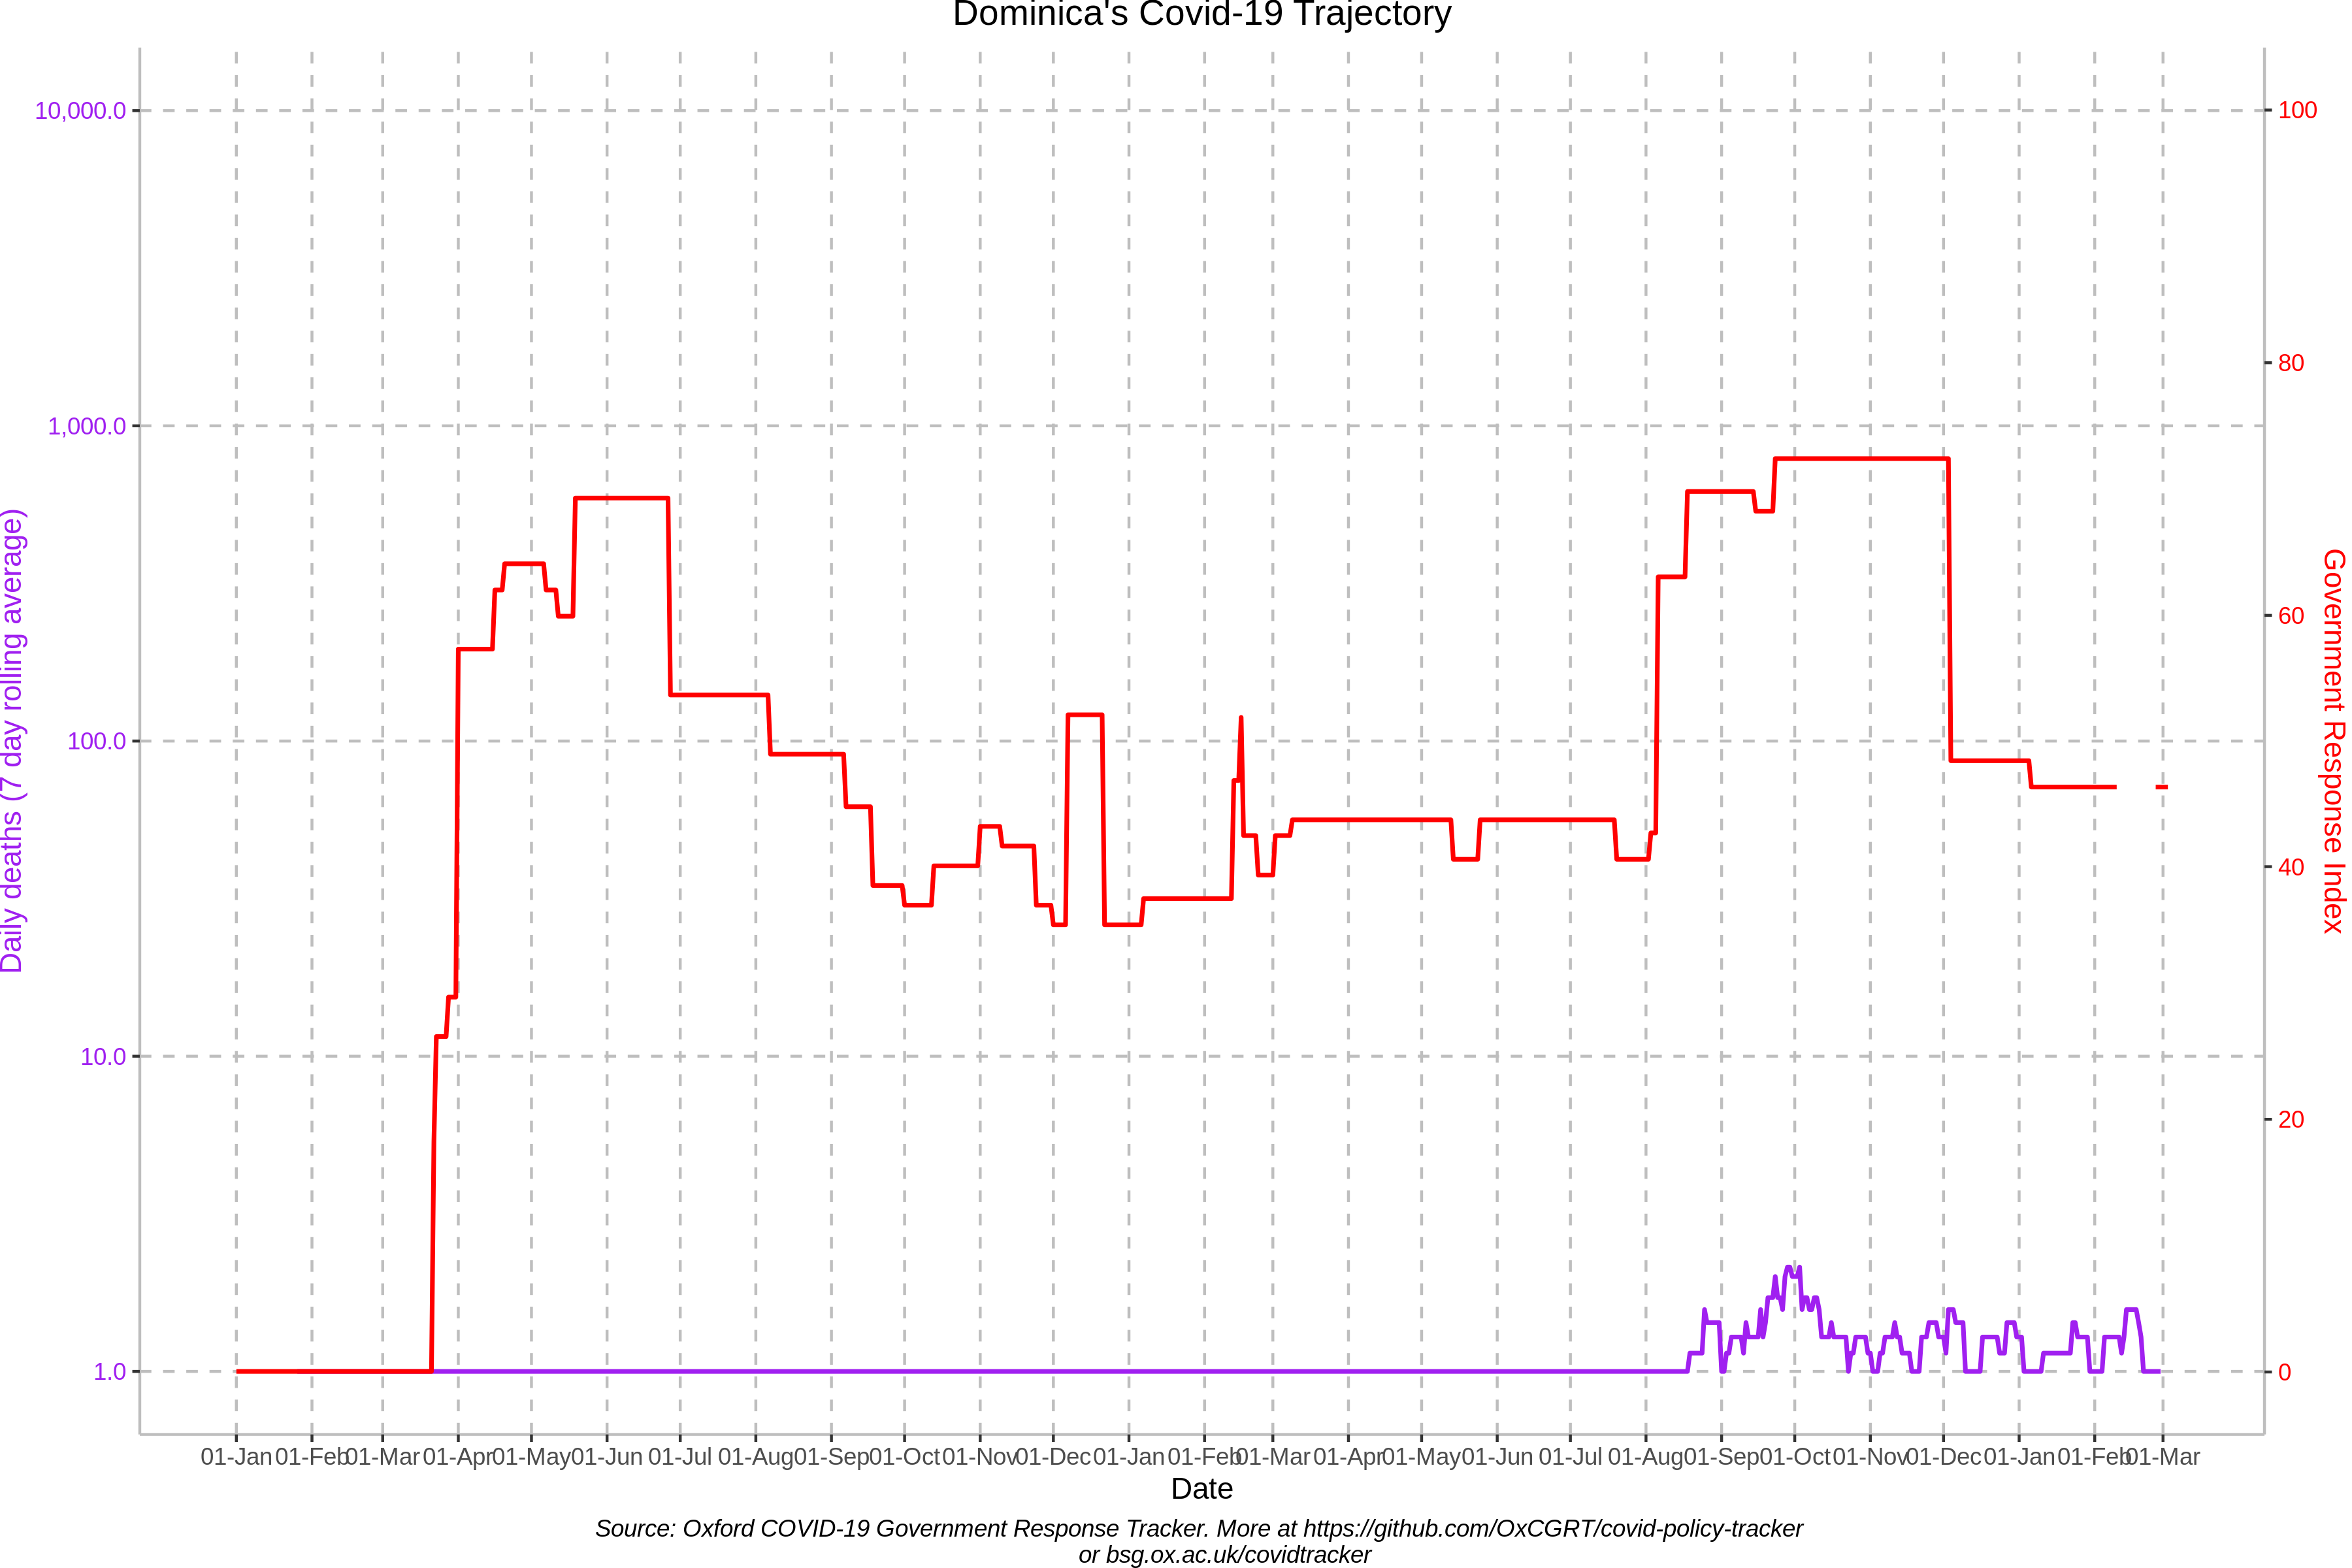 Dominica's Covid-19 Trajectory
10,000.0
1,000.0
100.0
10.0
1.0
Daily deaths (7 day rolling average)
100
80
60
40
20
0
Government Response Index
01-Jan 01-Feb 01-Mar 01-Apr 01-May 01-Jun 01-Jul 01-Aug 01-Sep 01-Oct 01-Nov 01-Dec 01-Jan 01-Feb 01-Mar 01-Apr 01-May 01-Jun 01-Jul 01-Aug 01-Sep 01-Oct 01-Nov 01-Dec 01-Jan 01-Feb 01-Mar
Date
Source: Oxford COVID-19 Government Response Tracker. More at https://github.com/OxCGRT/covid-policy-tracker
or bsg.ox.ac.uk/covidtracker